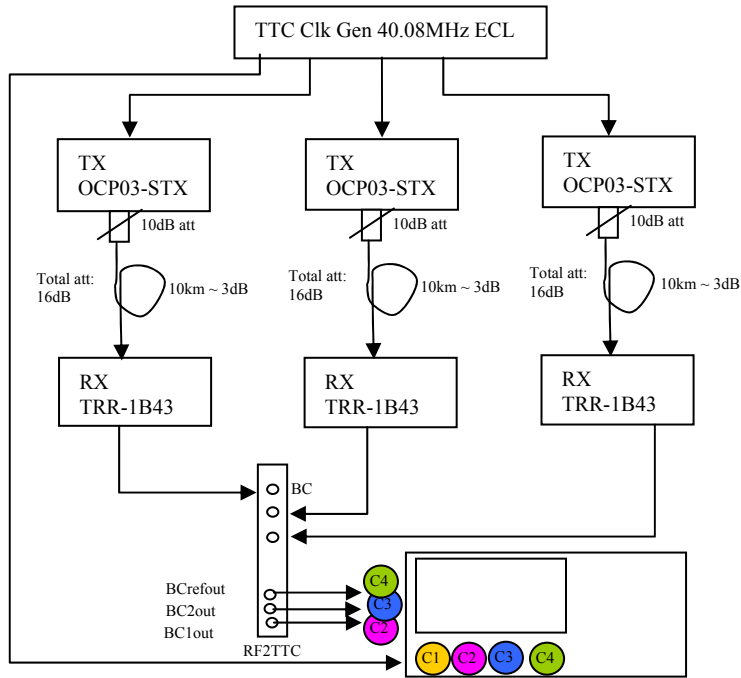 TTC Clk Gen 40.08MHz ECL
TX
OCP03-STX
TX
OCP03-STX
TX
OCP03-STX
10dB att
10dB att
10dB att
Total att:
16dB
10km ~ 3dB
Total att:
16dB
10km ~ 3dB
Total att:
16dB
10km ~ 3dB
RX
TRR-1B43
RX
TRR-1B43
RX
TRR-1B43
BC
BCrefout
BC2out
BC1out
RF2TTC
C4
C3
C2
C1
C2
C3
C4